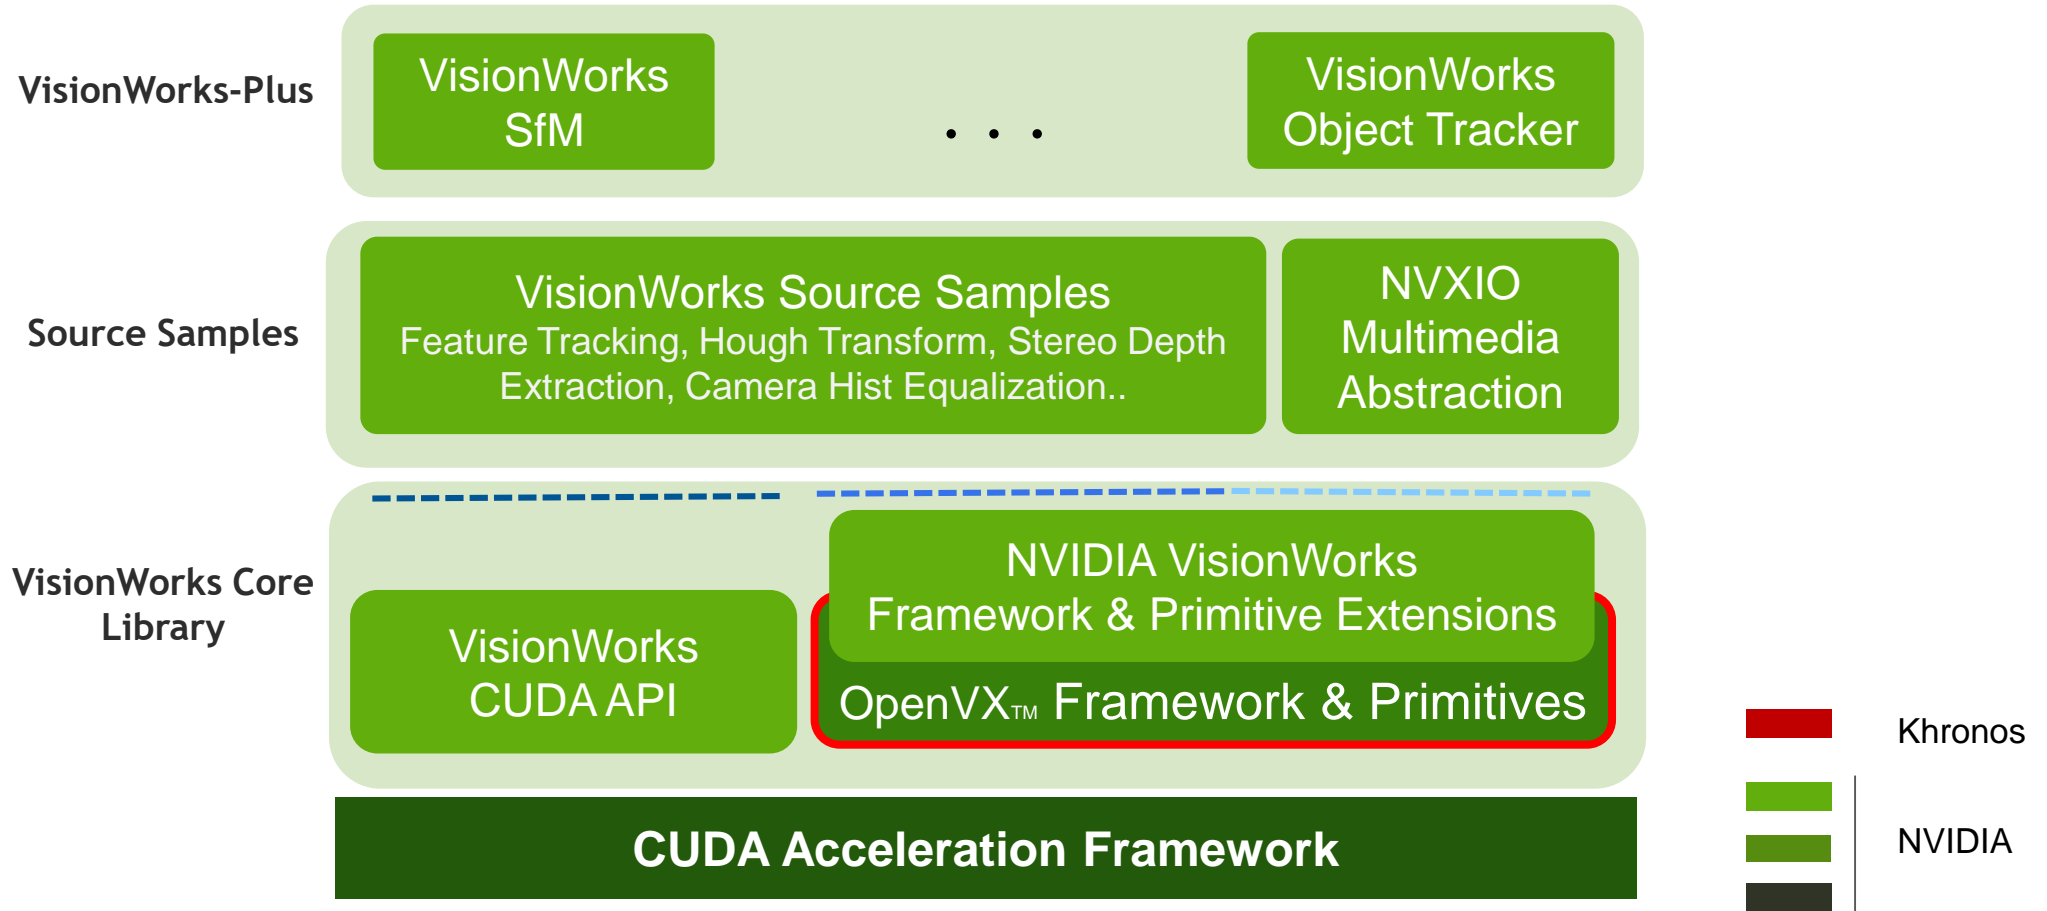 VisionWorks-Plus
VisionWorks
SfM
. . .
VisionWorks
Object Tracker
Source Samples
VisionWorks Source Samples
Feature Tracking, Hough Transform, Stereo Depth
Extraction, Camera Hist Equalization..
NVXIO
Multimedia
Abstraction
VisionWorks Core
Library
VisionWorks
CUDA API
NVIDIA VisionWorks
Framework & Primitive Extensions
OpenVX™ Framework & Primitives
CUDA Acceleration Framework
Khronos
NVIDIA